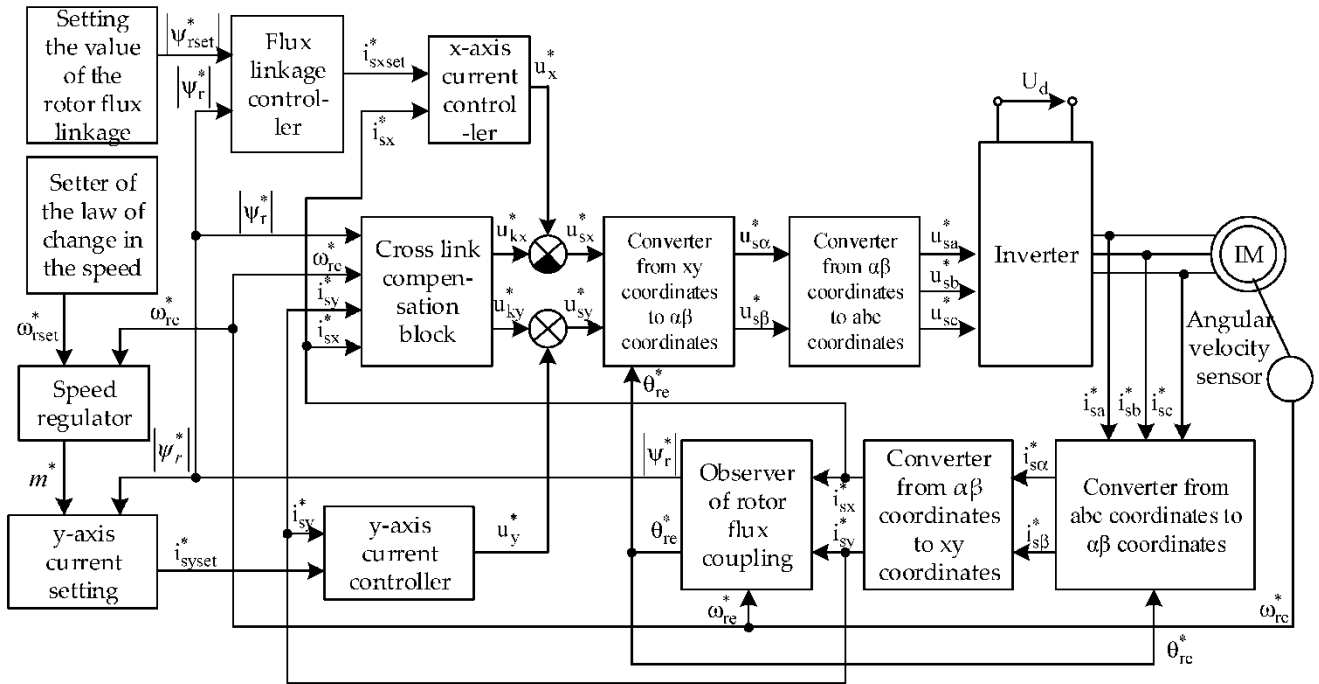 Setting
the value
of the
rotor flux
linkage
|ψ*rset|
|ψ*r|
Flux
linkage
control-
ler
i*sxset
i*sx
x-axis
current
control
-ler
u*x
Setter of
the law of
change in
the speed
ω*rset
ω*re
Speed
regulator
m*
|ψ*r|
y-axis
current
setting
i*syset
|ψ*r|
ω*re
i*sy
i*sx
Cross link
compen-
sation
block
u*kx
u*ky
u*sx
u*sy
Converter
from xy
coordinates
to αβ
coordinates
θ*re
u*sα
u*sβ
Converter
from αβ
coordinates
to abc
coordinates
u*sa
u*sb
u*sc
Ud
Inverter
IM
Angular
velocity
sensor
i*sa
i*sb
i*sc
i*sy
y-axis
current
controller
u*y
|ψ*r|
θ*re
Observer
of rotor
flux
coupling
ω*re
i*sx
i*sy
Converter
from αβ
coordinates
to xy
coordinates
i*sα
i*sβ
Converter from
abc coordinates to
αβ coordinates
ω*re
θ*re